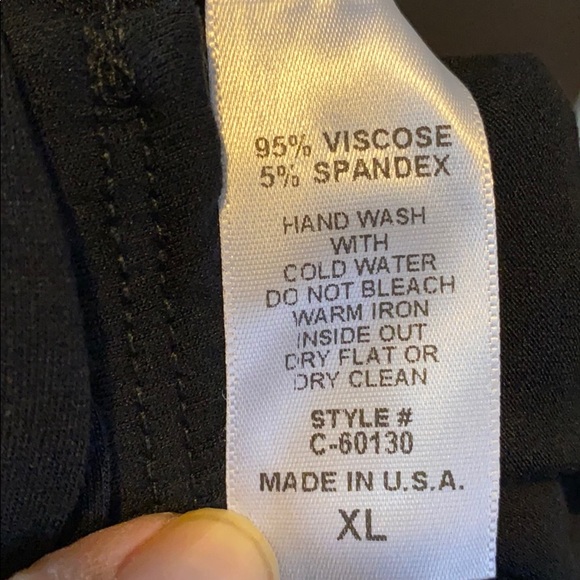 95% VISCOSE
5% SPANDEX
HAND WASH
WITH
COLD WATER
DO NOT BLEACH
WARM IRON
INSIDE OUT
DRY FLAT OR
DRY CLEAN
STYLE #
C-60130
MADE IN U.S.A.
XL